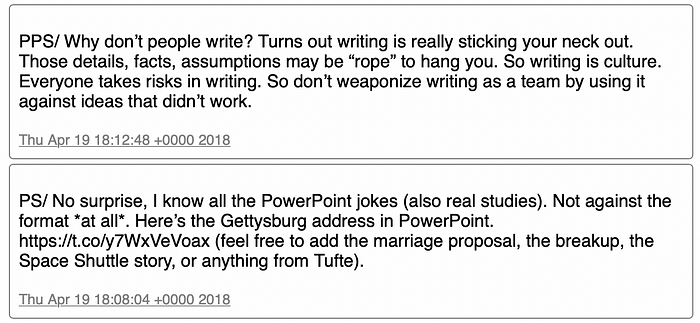 PPS/ Why don’t people write? Turns out writing is really sticking your neck out.
Those details, facts, assumptions may be “rope” to hang you. So writing is culture.
Everyone takes risks in writing. So don’t weaponize writing as a team by using it
against ideas that didn’t work.
Thu Apr 19 18:12:48 +0000 2018
PS/ No surprise, I know all the PowerPoint jokes (also real studies). Not against the
format *at all*. Here’s the Gettysburg address in PowerPoint.
https://t.co/y7WxVeVoax (feel free to add the marriage proposal, the breakup, the
Space Shuttle story, or anything from Tufte).
Thu Apr 19 18:08:04 +0000 2018